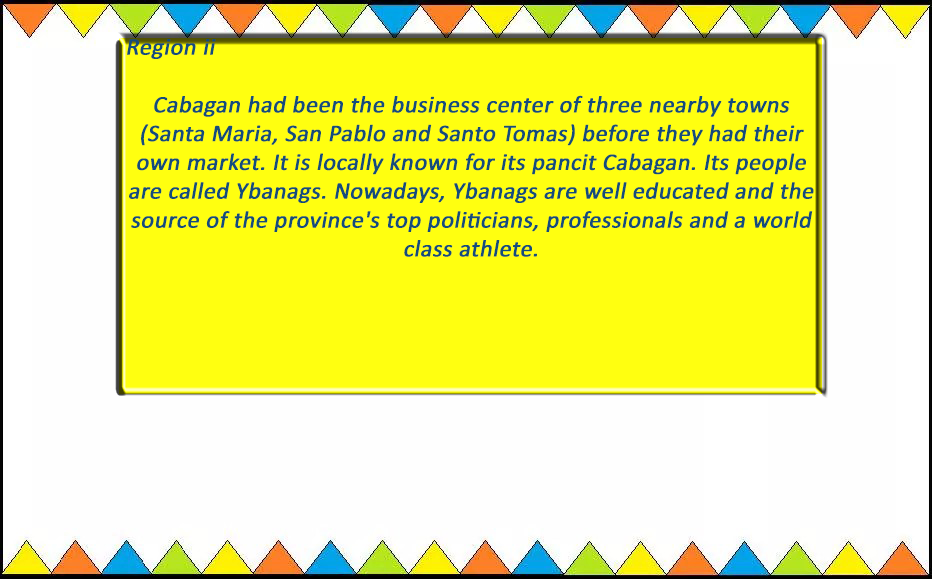 Region II
Cabagan had been the business center of three nearby towns
(Santa Maria, San Pablo and Santo Tomas) before they had their
own market. It is locally known for its pancit Cabagan. Its people
are called Ybanags. Nowadays, Ybanags are well educated and the
source of the province's top politicians, professionals and a world
class athlete.